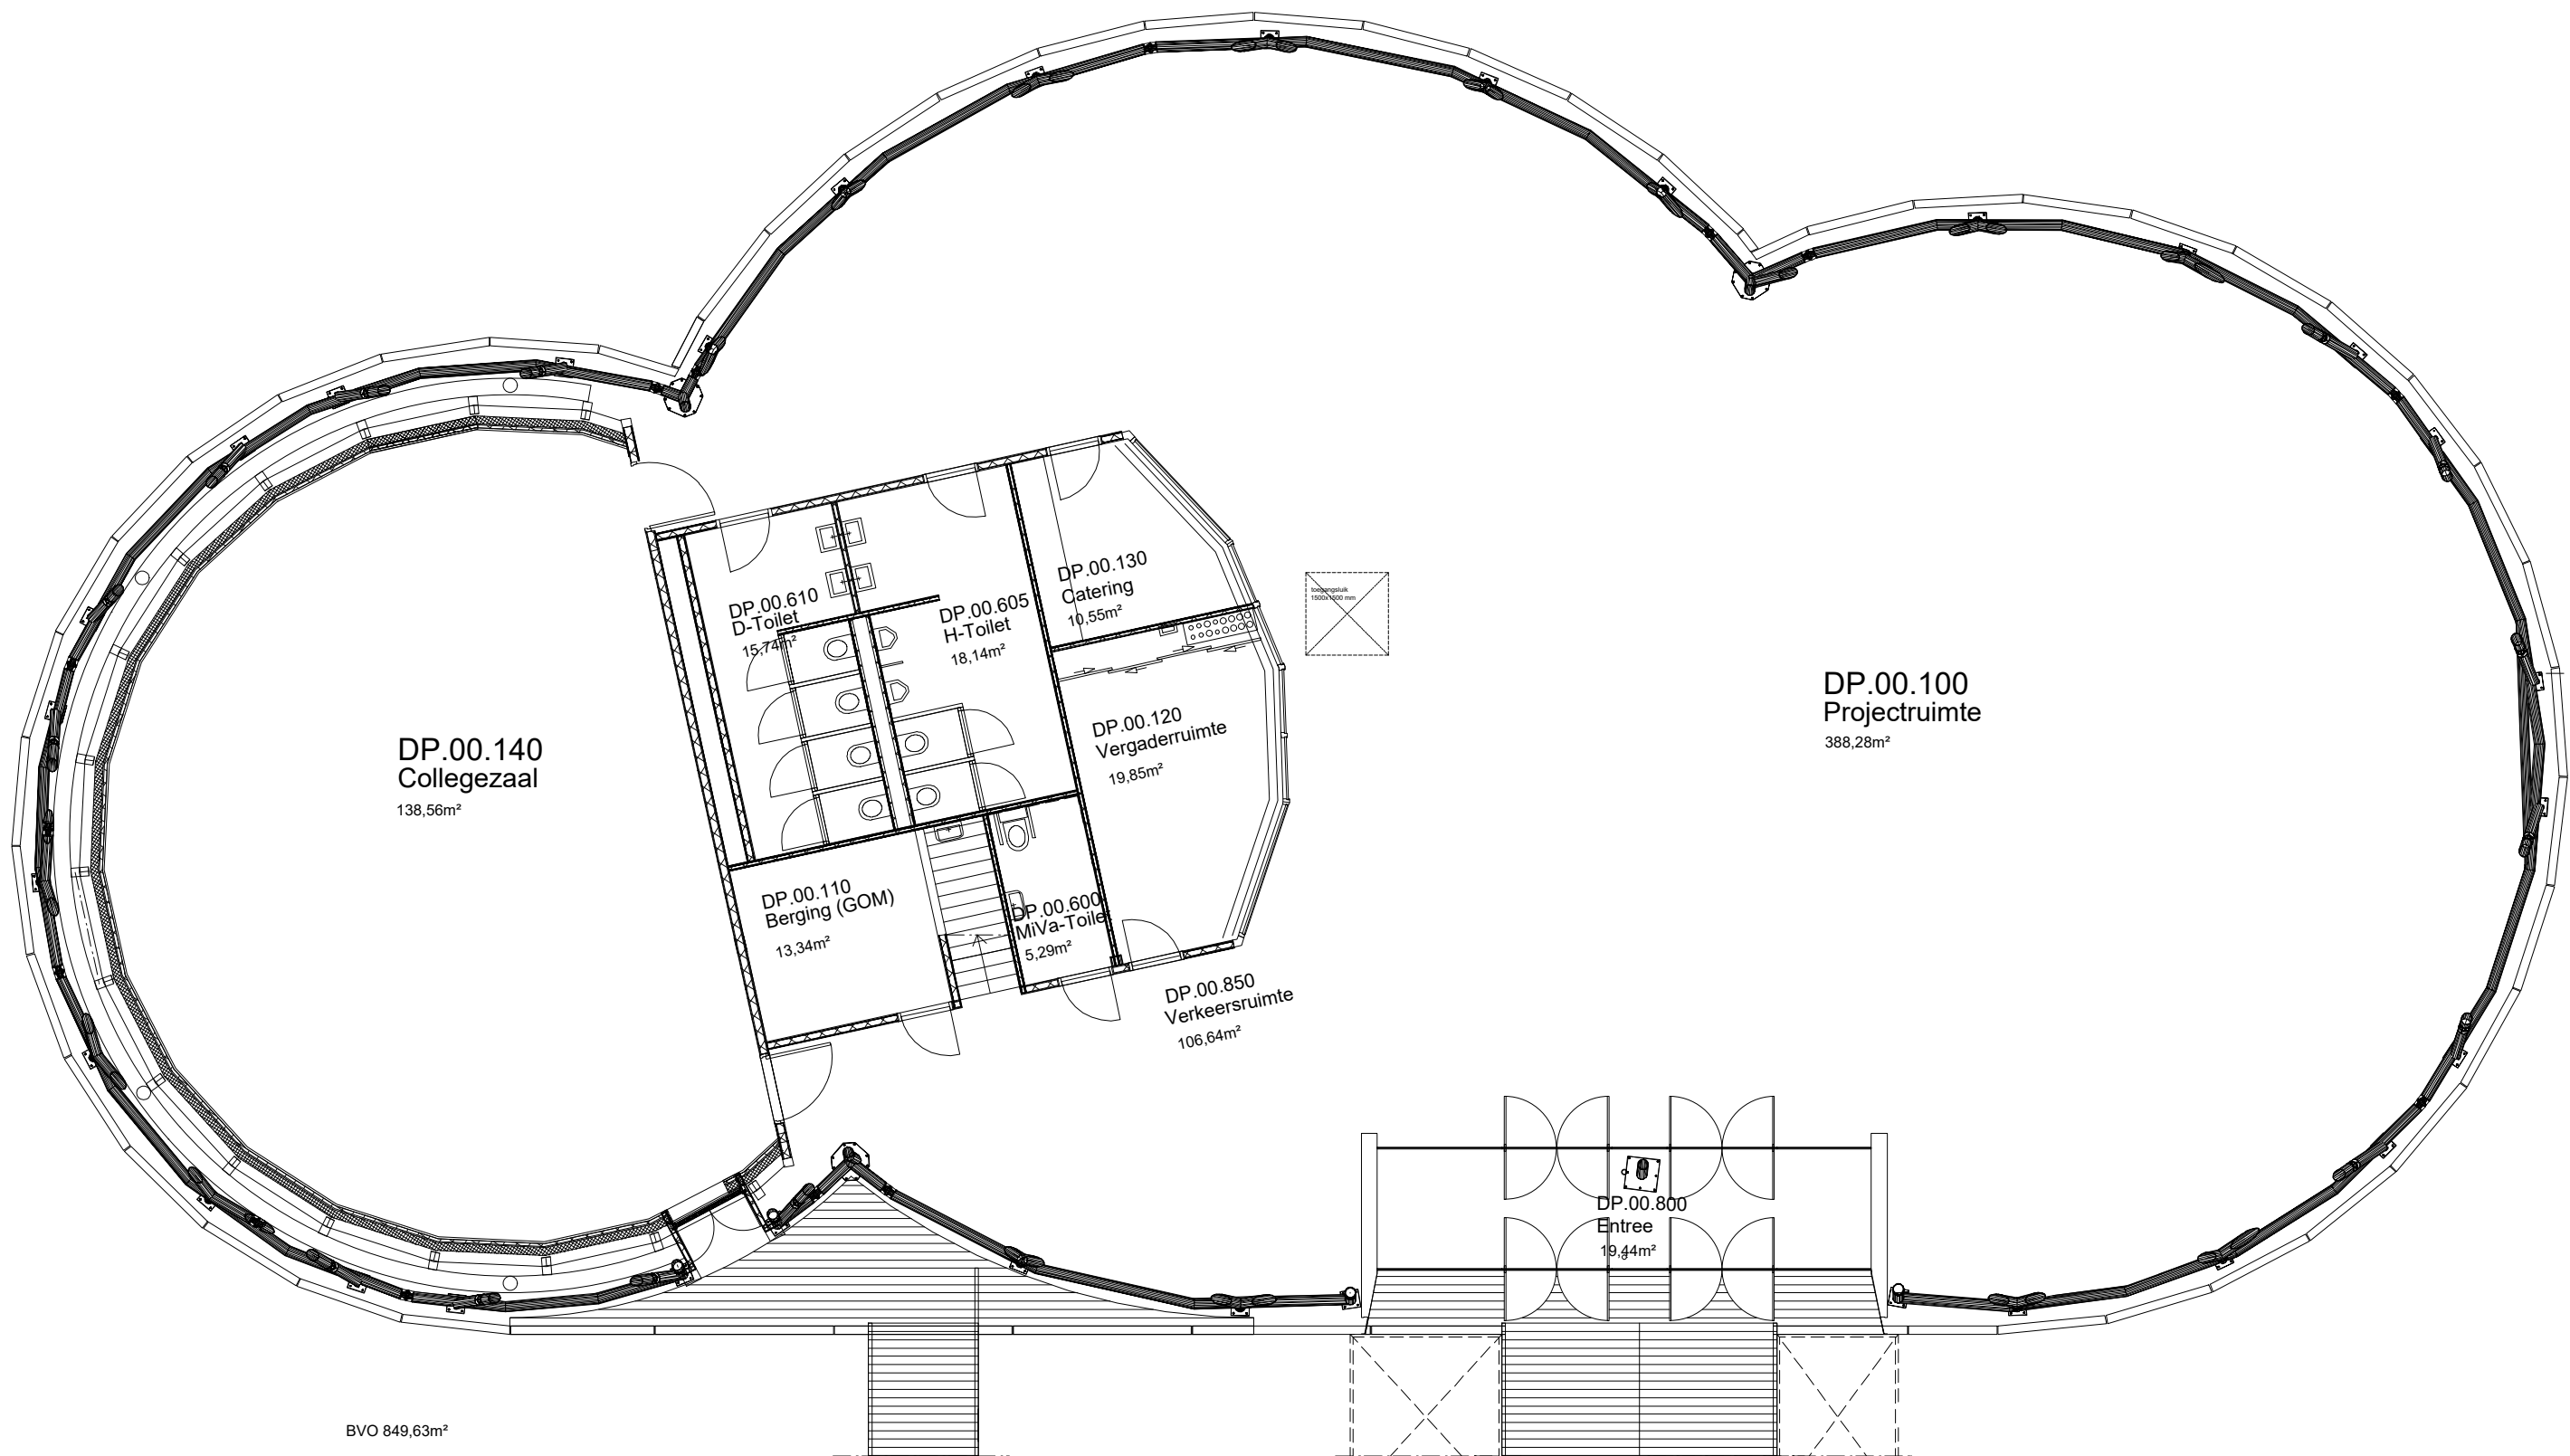 DP.00.130
Catering
10,55m²
toegangsluik
1500x1500 mm
DP.00.610
D-Toilet
15,74m²
DP.00.605
H-Toilet
18,14m²
DP.00.100
Projectruimte
388,28m²
DP.00.120
Vergaderruimte
19,85m²
DP.00.140
Collegezaal
138,56m²
DP.00.110
Berging (GOM)
13,34m²
DP.00.600
MiVa-Toilet
5,29m²
DP.00.850
Verkeersruimte
106,64m²
DP.00.800
Entree
19,44m²
BVO 849,63m²